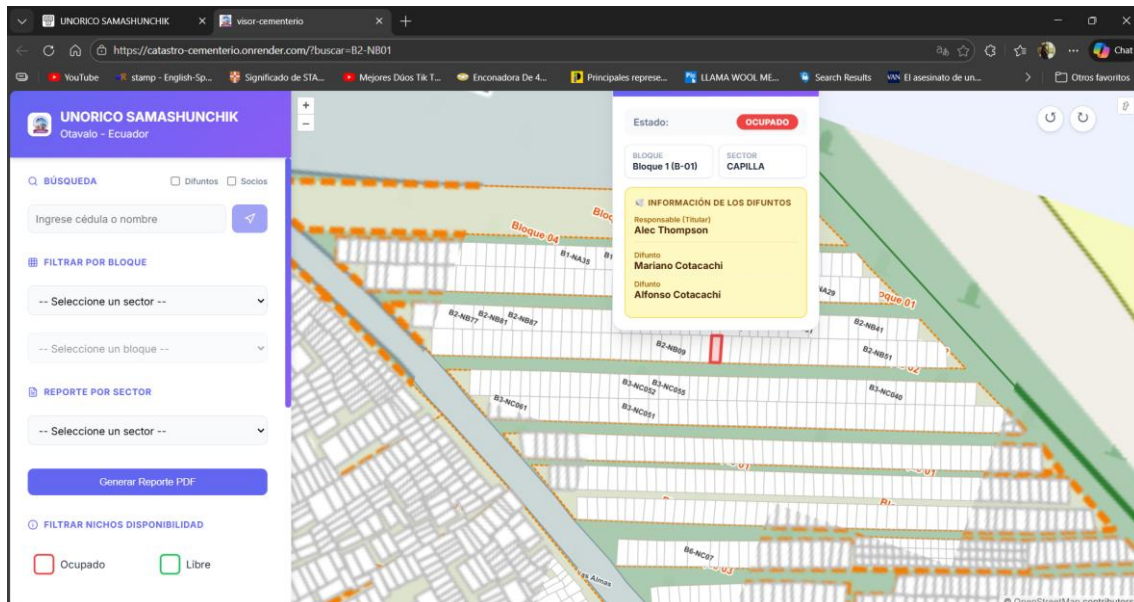 UNORICO SAMASHUNCHIK
visor-cementerio
https://catastro-cementerio.onrender.com/?buscar=B2-NB01
Chat
YouTube
stamp - English-Sp...
Significado de STA...
Mejores Dúos Tik T...
Enconadora De 4...
Principales represe...
LLAMA WOOL ME...
Search Results
VAN El asesinato de un...
Otros favoritos
UNORICO SAMASHUNCHIK
Otavalo - Ecuador
BÚSQUEDA
Difuntos
Socios
Ingrese cédula o nombre
FILTRAR POR BLOQUE
-- Seleccione un sector --
-- Seleccione un bloque --
REPORTE POR SECTOR
-- Seleccione un sector --
Generar Reporte PDF
FILTRAR NICHOS DISPONIBILIDAD
Ocupado
Libre
Estado:
OCUPADO
BLOQUE
Bloque 1 (B-01)
SECTOR
CAPILLA
INFORMACIÓN DE LOS DIFUNTOS
Responsable (Titular)
Alec Thompson
Difunto
Mariano Cotacachi
Difunto
Alfonso Cotacachi
Bloque 04
B1-NA35
B2-NB77
B2-NB81
B2-NB87
B2-NB09
B2-NB41
B2-NB51
B3-NC052
B3-NC055
B3-NC061
B3-NC051
B3-NC040
B6-NC07
as Almas
© OpenStreetMap contributors